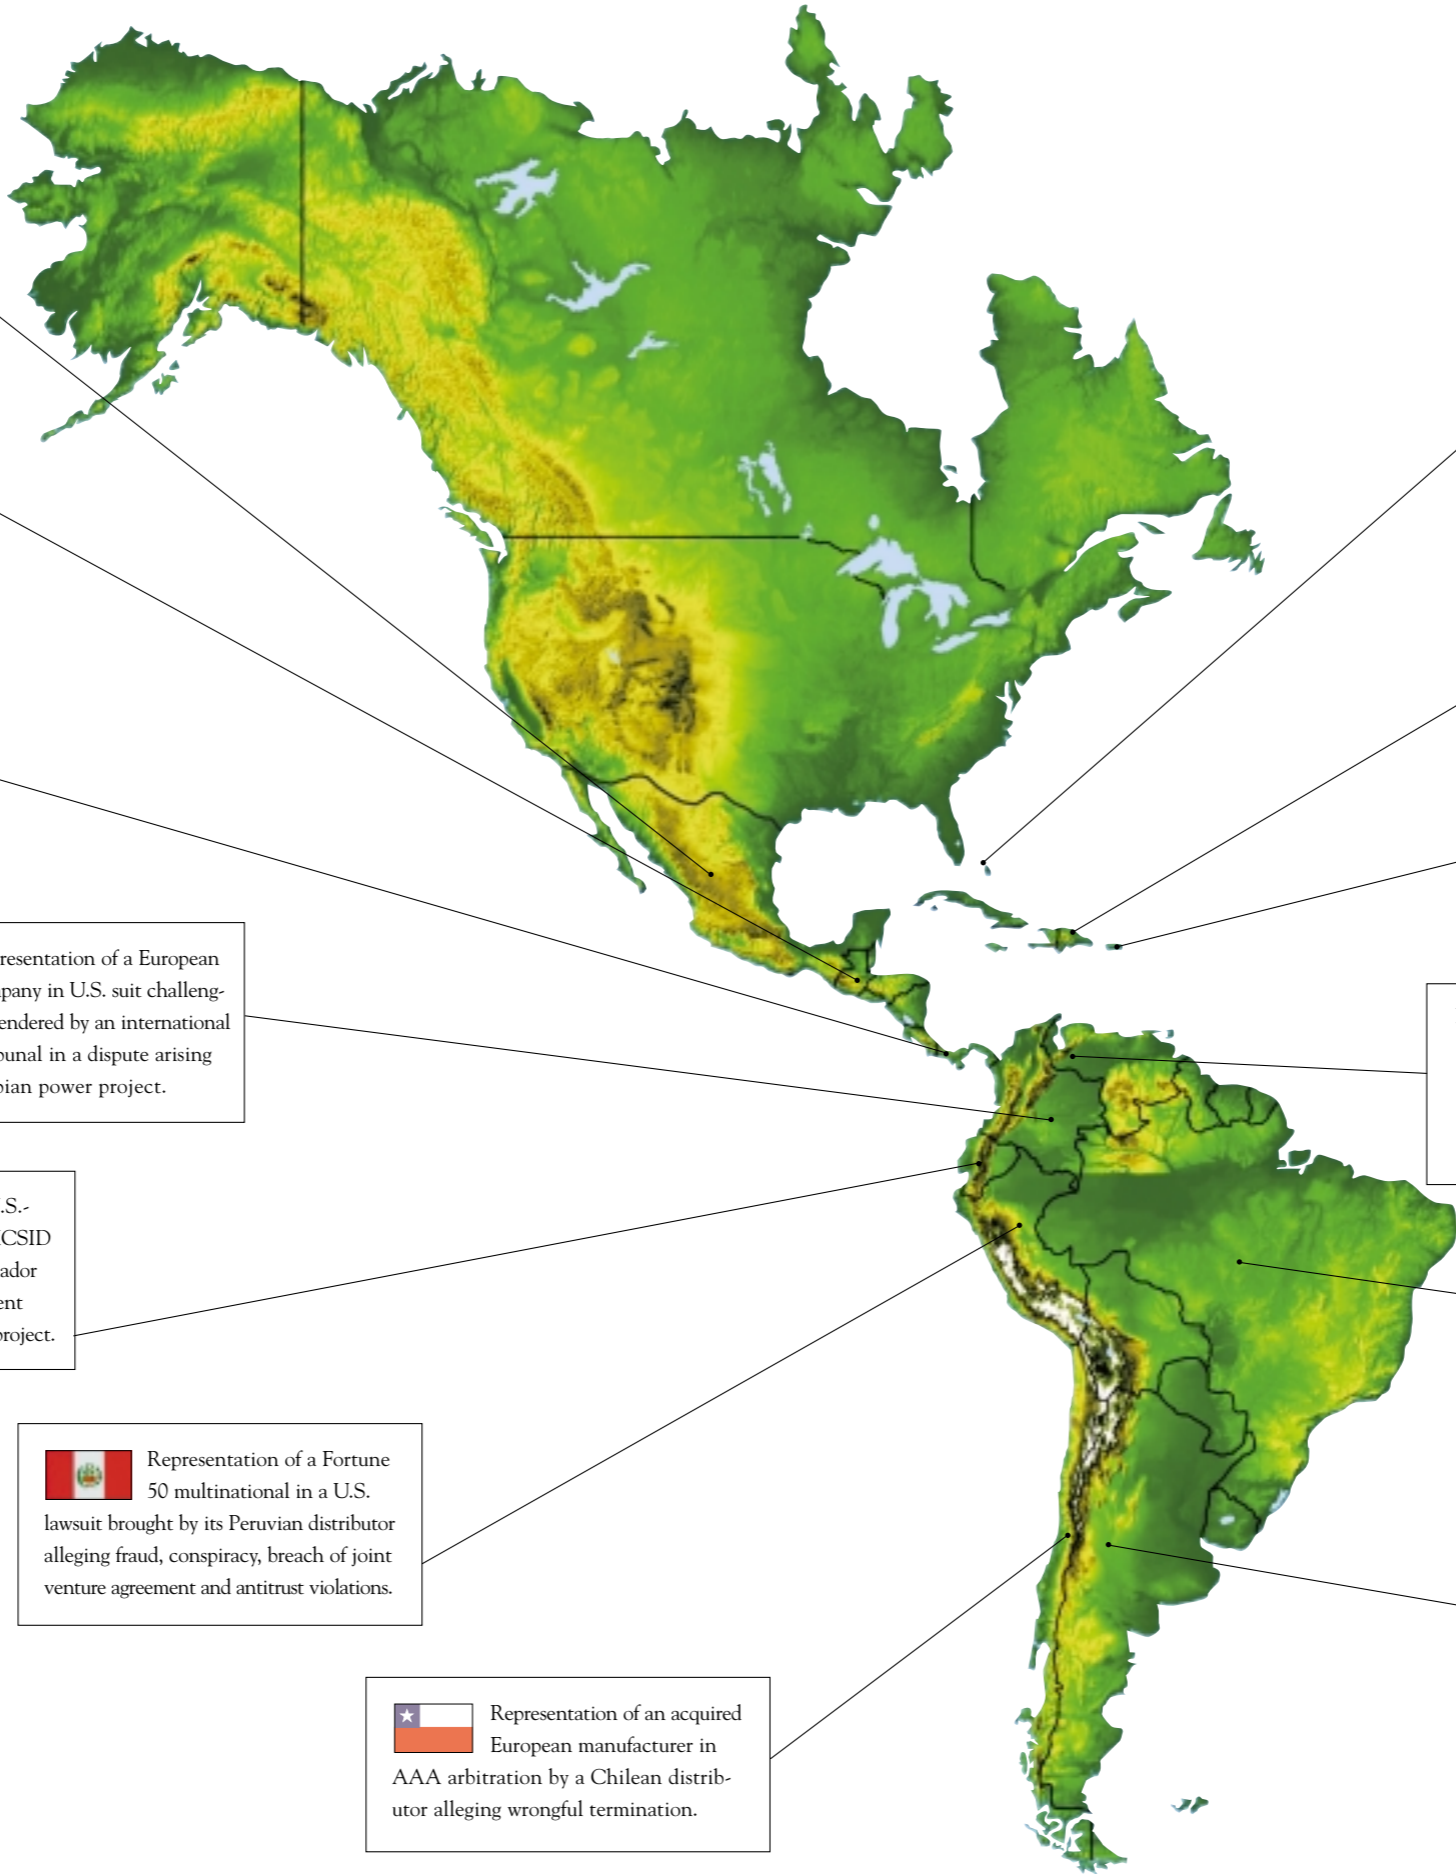 resentation of a European
pany in U.S. suit challeng-
endered by an international
bunal in a dispute arising
bian power project.
.S.-
CSID
ador
ent
project.
Representation of a Fortune
50 multinational in a U.S.
lawsuit brought by its Peruvian distributor
alleging fraud, conspiracy, breach of joint
venture agreement and antitrust violations.
Representation of an acquired
European manufacturer in
AAA arbitration by a Chilean distrib-
utor alleging wrongful termination.